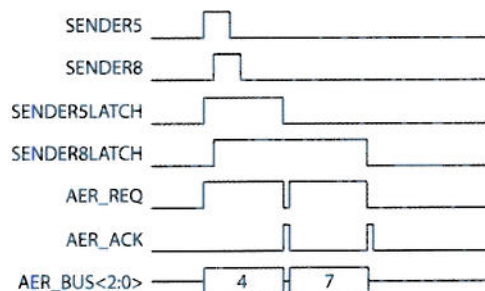 SENDER5
SENDER8
SENDER5LATCH
SENDER8LATCH
AER_REQ
AER_ACK
AER_BUS<2:0> 4 7